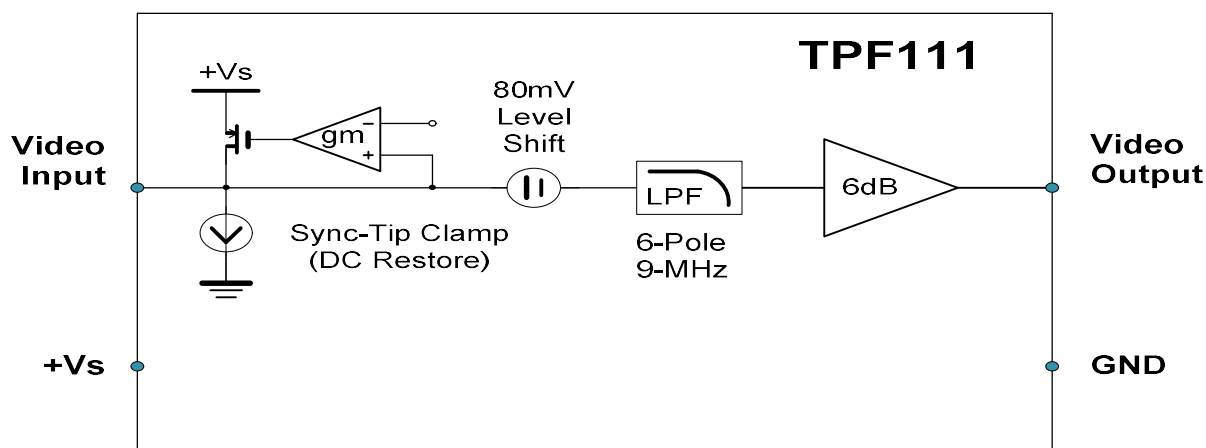 TPF111
+Vs
80mV
Level
Shift
gm
−
+
Video
Input
Video
Output
LPF
6dB
Sync-Tip Clamp
(DC Restore)
6-Pole
9-MHz
+Vs
GND